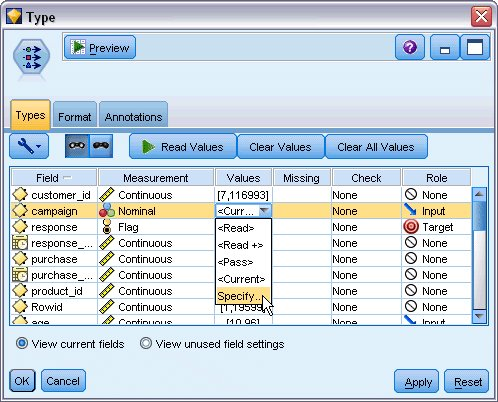 Type
Preview
?
Types Format Annotations
Read Values Clear Values Clear All Values
Field Measurement Values Missing Check Role
customer_id Continuous [7,116993] None None
campaign Nominal <Curr... None Input
response Flag <Read> None Target
response_... Continuous <Read +> None None
purchase Continuous <Pass> None None
purchase_... Continuous <Current> None None
product_id Continuous Specify... None None
Rowid Continuous None None
age Continuous [10,96] None Input
View current fields View unused field settings
OK Cancel Apply Reset